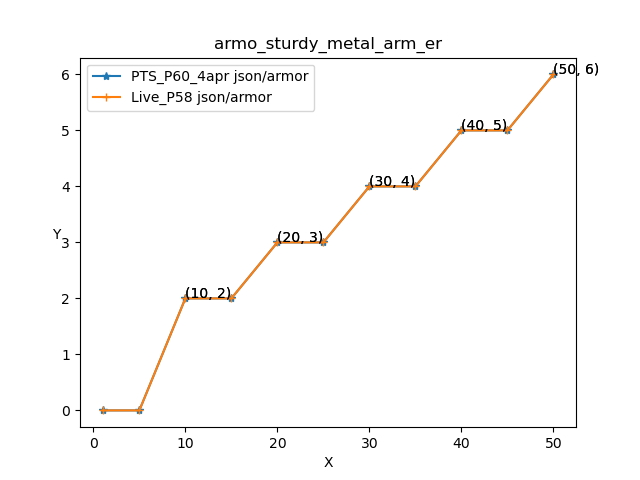 armo_sturdy_metal_arm_er
PTS_P60_4apr json/armor
Live_P58 json/armor
(50, 6)
(40, 5)
(30, 4)
(20, 3)
(10, 2)
6
5
4
3
2
1
0
Y
0 10 20 30 40 50
X